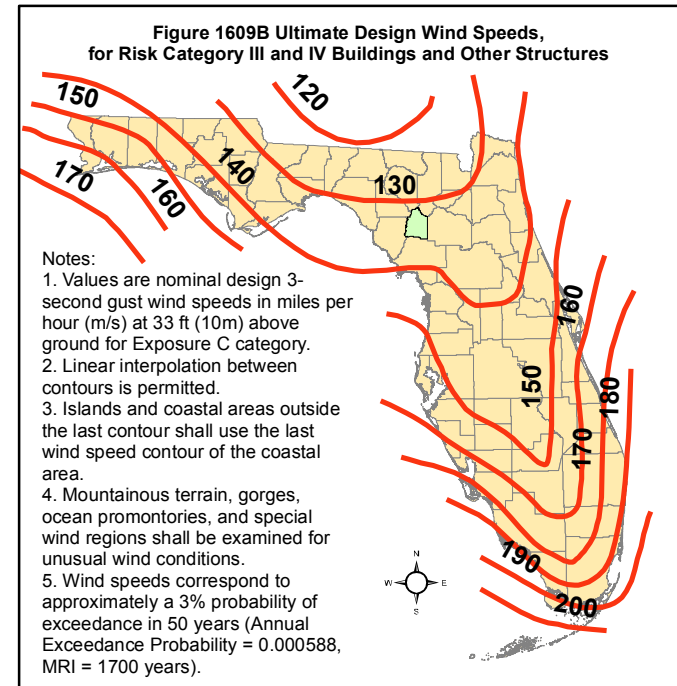 Figure 1609B Ultimate Design Wind Speeds,
for Risk Category III and IV Buildings and Other Structures
120
150
140
130
170
160
Notes:
1. Values are nominal design 3-
second gust wind speeds in miles per
hour (m/s) at 33 ft (10m) above
ground for Exposure C category.
2. Linear interpolation between
contours is permitted.
3. Islands and coastal areas outside
the last contour shall use the last
wind speed contour of the coastal
area.
4. Mountainous terrain, gorges,
ocean promontories, and special
wind regions shall be examined for
unusual wind conditions.
5. Wind speeds correspond to
approximately a 3% probability of
exceedance in 50 years (Annual
Exceedance Probability = 0.000588,
MRI = 1700 years).
160
150
180
170
190
200
N
W E
S